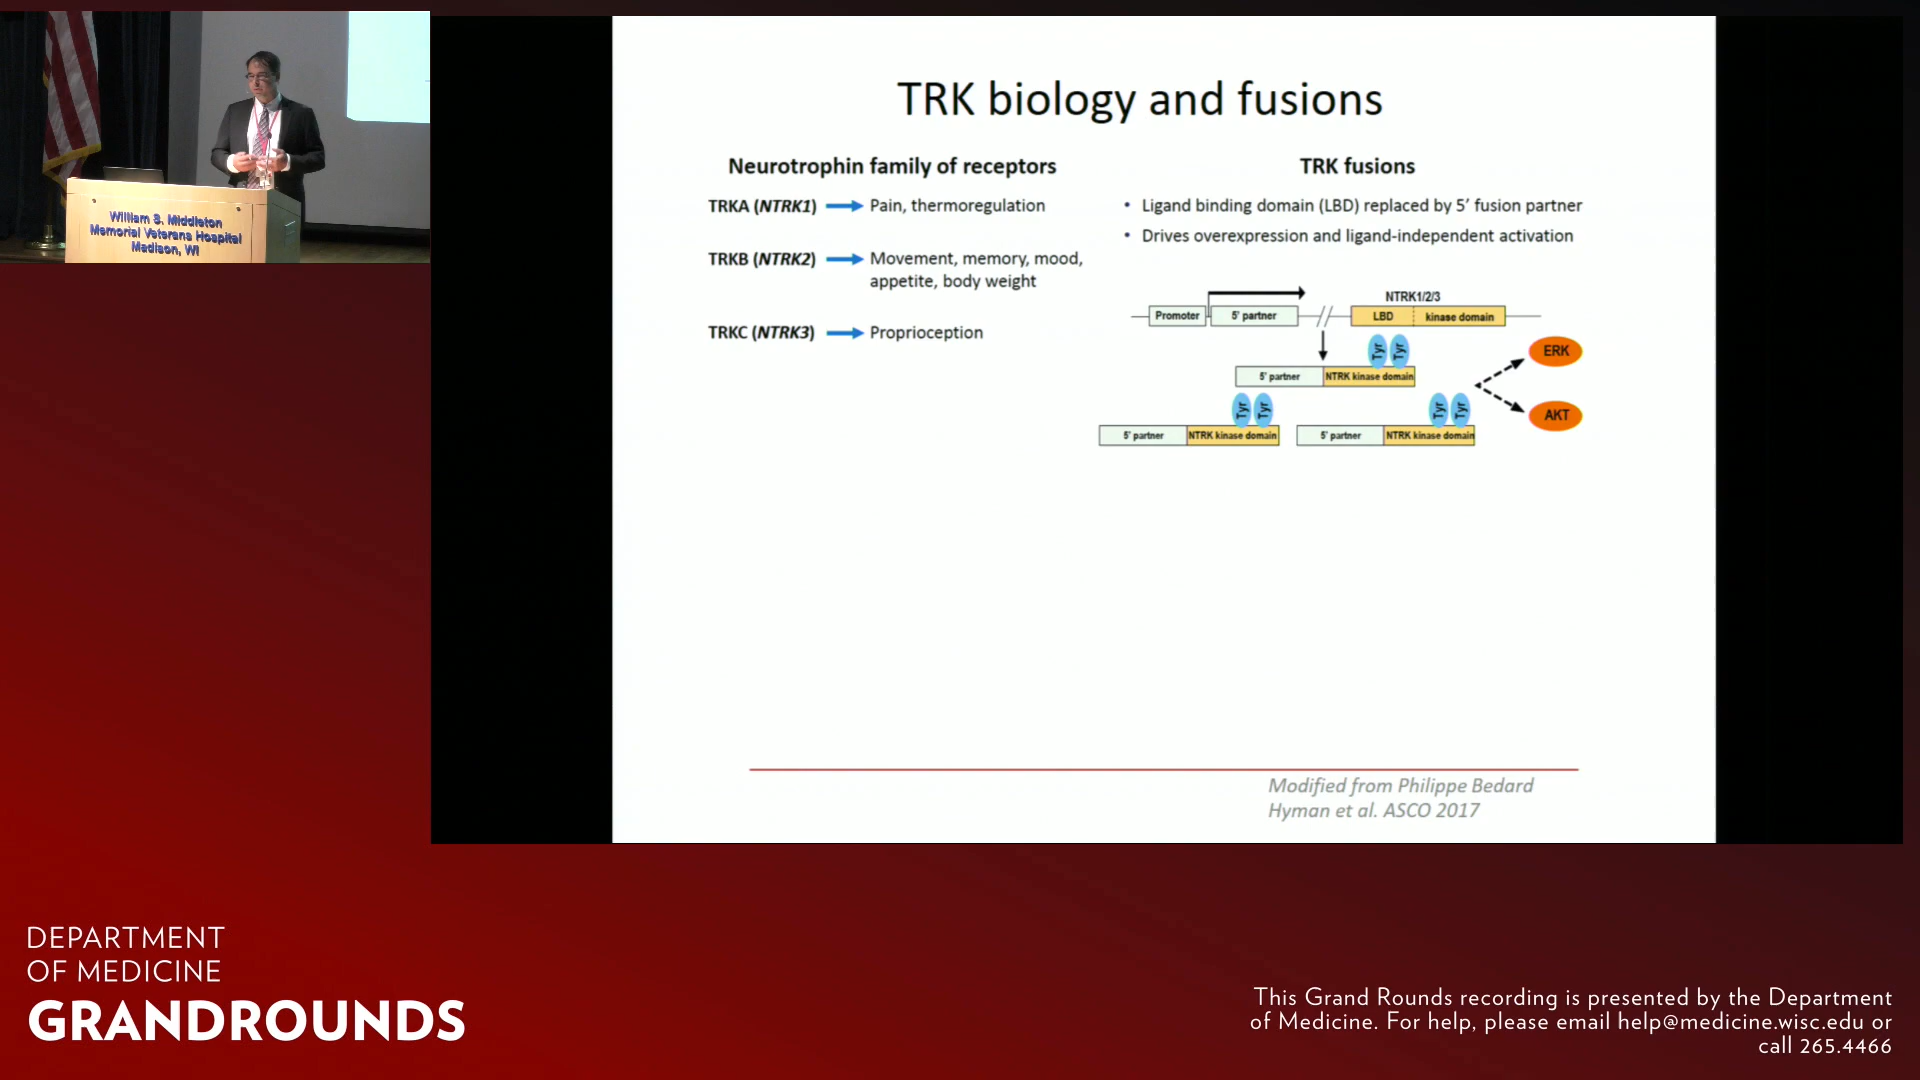 William S. Middleton
Memorial Veterans Hospital
Madison, WI
TRK biology and fusions
Neurotrophin family of receptors
TRKA (NTRK1) Pain, thermoregulation
TRKB (NTRK2) Movement, memory, mood,
appetite, body weight
TRKC (NTRK3) Proprioception
TRK fusions
• Ligand binding domain (LBD) replaced by 5’ fusion partner
• Drives overexpression and ligand-independent activation
NTRK1/2/3
Promoter 5' partner // LBD kinase domain
Tyr Tyr
ERK
5' partner NTRK kinase domain
Tyr Tyr Tyr Tyr
AKT
5' partner NTRK kinase domain 5' partner NTRK kinase domain
Modified from Philippe Bedard
Hyman et al. ASCO 2017
DEPARTMENT
OF MEDICINE
GRANDROUNDS
This Grand Rounds recording is presented by the Department
of Medicine. For help, please email help@medicine.wisc.edu or
call 265.4466